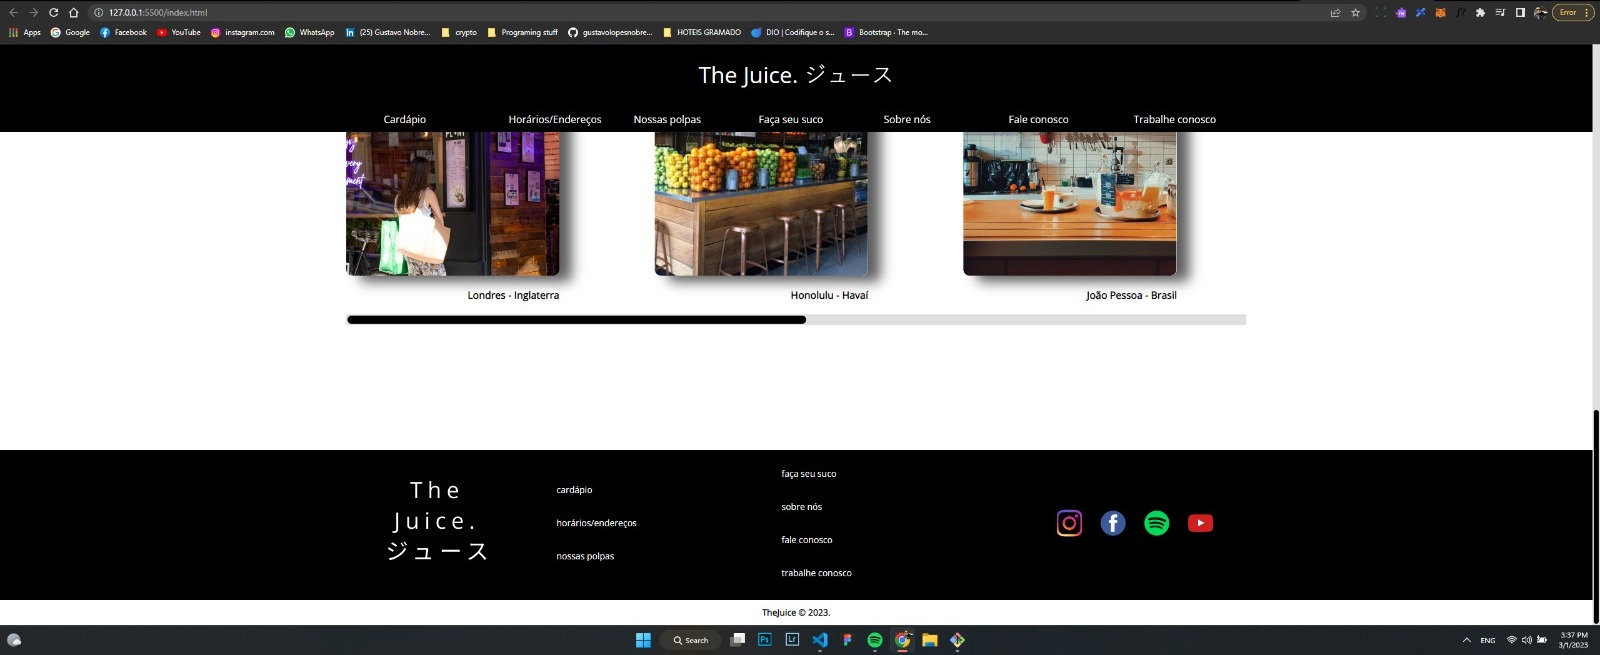 127.0.0.1:5500/index.html
Error
Apps
Google
Facebook
YouTube
instagram.com
WhatsApp
(25) Gustavo Nobre...
crypto
Programing stuff
gustavolopesnobre...
HOTEIS GRAMADO
DIO | Codifique o s...
Bootstrap · The mo...
The Juice. ジュース
Cardápio
Horários/Endereços
Nossas polpas
Faça seu suco
Sobre nós
Fale conosco
Trabalhe conosco
Londres - Inglaterra
Honolulu - Havaí
João Pessoa - Brasil
The
Juice.
ジュース
cardápio
horários/endereços
nossas polpas
faça seu suco
sobre nós
fale conosco
trabalhe conosco
TheJuice © 2023.
Search
Ps
Lr
ENG
3:37 PM
3/1/2023